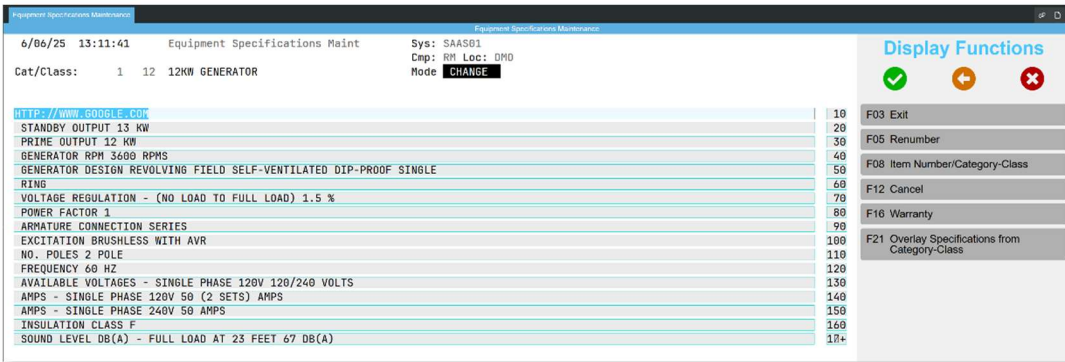 Equipment Specifications Maintenance
Equipment Specifications Maintenance
6/06/25 13:11:41 Equipment Specifications Maint Sys: SAAS01
Cmp: RM Loc: DMO
Cat/Class: 1 12 12KW GENERATOR Mode CHANGE
HTTP://WWW.GOOGLE.COM 10
STANDBY OUTPUT 13 KW 20
PRIME OUTPUT 12 KW 30
GENERATOR RPM 3600 RPMS 40
GENERATOR DESIGN REVOLVING FIELD SELF-VENTILATED DIP-PROOF SINGLE 50
RING 60
VOLTAGE REGULATION - (NO LOAD TO FULL LOAD) 1.5 % 70
POWER FACTOR 1 80
ARMATURE CONNECTION SERIES 90
EXCITATION BRUSHLESS WITH AVR 100
NO. POLES 2 POLE 110
FREQUENCY 60 HZ 120
AVAILABLE VOLTAGES - SINGLE PHASE 120V 120/240 VOLTS 130
AMPS - SINGLE PHASE 120V 50 (2 SETS) AMPS 140
AMPS - SINGLE PHASE 240V 50 AMPS 150
INSULATION CLASS F 160
SOUND LEVEL DB(A) - FULL LOAD AT 23 FEET 67 DB(A)
Display Functions
F03 Exit
F05 Renumber
F08 Item Number/Category-Class
F12 Cancel
F16 Warranty
F21 Overlay Specifications from
Category-Class